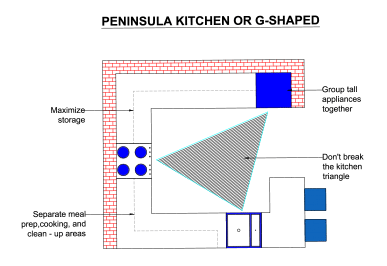 PENINSULA KITCHEN OR G-SHAPED
Maximize
storage
Group tall
appliances
together
Don't break
the kitchen
triangle
Separate meal
prep,cooking, and
clean - up areas